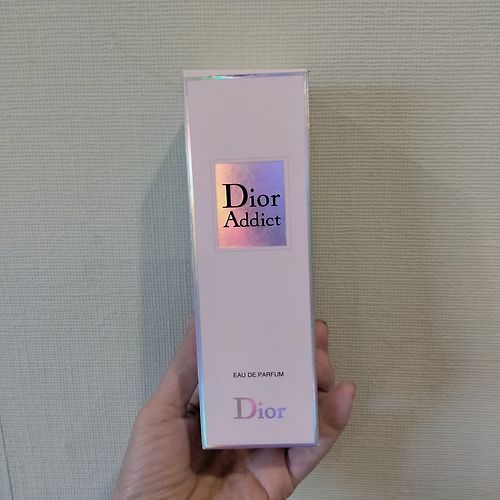 Dior
Addict
EAU DE PARFUM
Dior